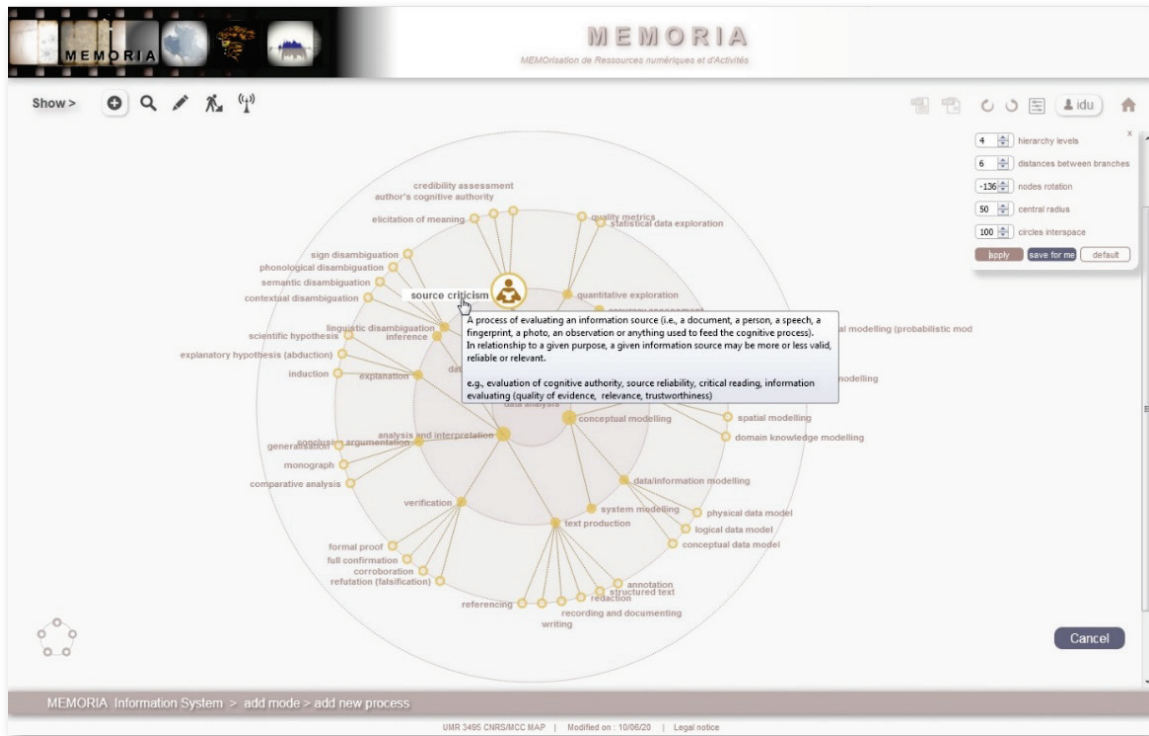 MEMORIA
MEMORIA
MEMOrisation de Ressources numériques et d'Activités
Show >
idu
x
4 hierarchy levels
6 distances between branches
-136 nodes rotation
50 central radius
100 circles interspace
apply save for me default
credibility assessment
author's cognitive authority
elicitation of meaning
quality metrics
statistical data exploration
sign disambiguation
phonological disambiguation
semantic disambiguation
contextual disambiguation
source criticism
quantitative exploration
A process of evaluating an information source (i.e., a document, a person, a speech, a
fingerprint, a photo, an observation or anything used to feed the cognitive process).
In relationship to a given purpose, a given information source may be more or less valid,
reliable or relevant.
e.g., evaluation of cognitive authority, source reliability, critical reading, information
evaluating (quality of evidence, relevance, trustworthiness)
linguistic disambiguation
al modelling (probabilistic mod
scientific hypothesis
inference
explanatory hypothesis (abduction)
induction
explanation
dat
modelling
data analysis
conceptual modelling
spatial modelling
analysis and interpretation
domain knowledge modelling
conclusive argumentation
generalisation
monograph
comparative analysis
data/information modelling
verification
system modelling
physical data model
text production
logical data model
conceptual data model
formal proof
full confirmation
corroboration
refutation (falsification)
annotation
structured text
redaction
referencing
recording and documenting
writing
Cancel
MEMORIA Information System > add mode > add new process
UMR 3495 CNRS/MCC MAP | Modified on : 10/06/20 | Legal notice